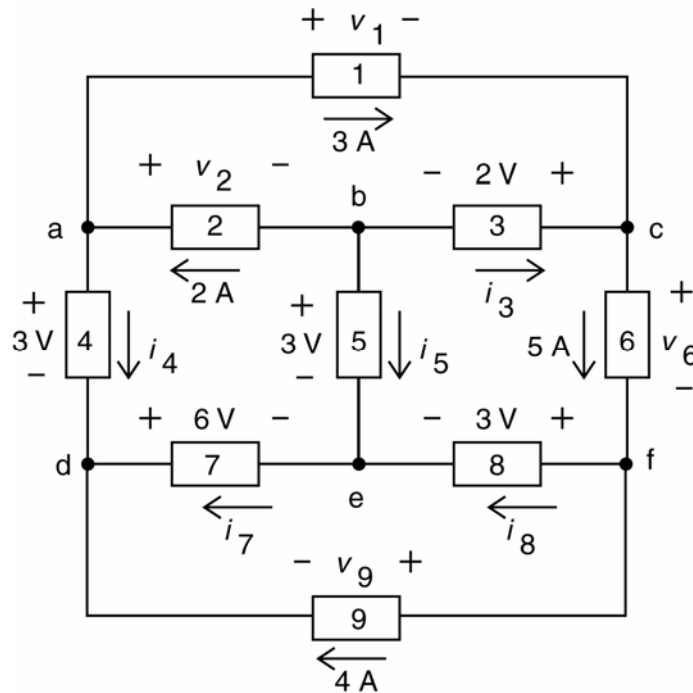 + v1 −
1
3 A
+ v2 −
b
− 2 V +
a
2
3
c
2 A
i3
+
3 V
−
4
i4
+
3 V
−
5
i5
5 A
6
+
v6
−
+ 6 V −
− 3 V +
d
7
e
8
f
i7
i8
− v9 +
9
4 A